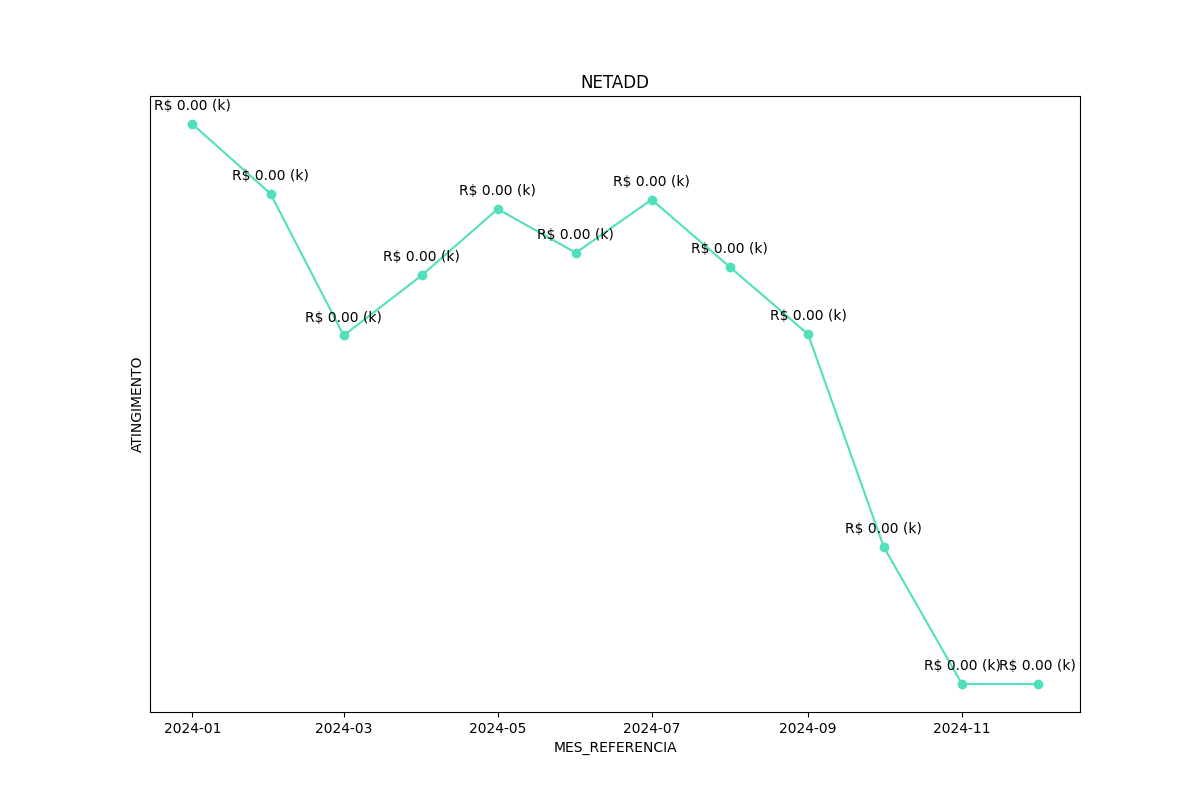 NETADD
R$ 0.00 (k)
R$ 0.00 (k)
R$ 0.00 (k)
R$ 0.00 (k)
R$ 0.00 (k)
R$ 0.00 (k)
R$ 0.00 (k)
R$ 0.00 (k)
R$ 0.00 (k)
R$ 0.00 (k)
R$ 0.00 (k)
R$ 0.00 (k)
ATINGIMENTO
2024-01 2024-03 2024-05 2024-07 2024-09 2024-11
MES_REFERENCIA